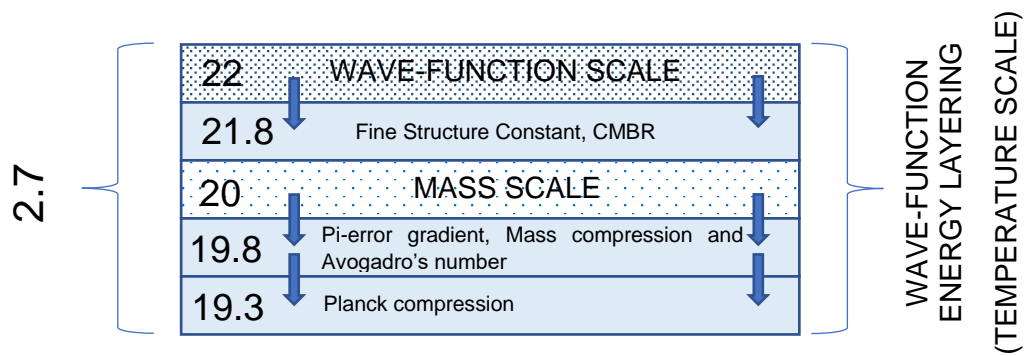 2.7
22 WAVE-FUNCTION SCALE
21.8 Fine Structure Constant, CMBR
20 MASS SCALE
19.8 Pi-error gradient, Mass compression and
Avogadro's number
19.3 Planck compression
WAVE-FUNCTION
ENERGY LAYERING
(TEMPERATURE SCALE)